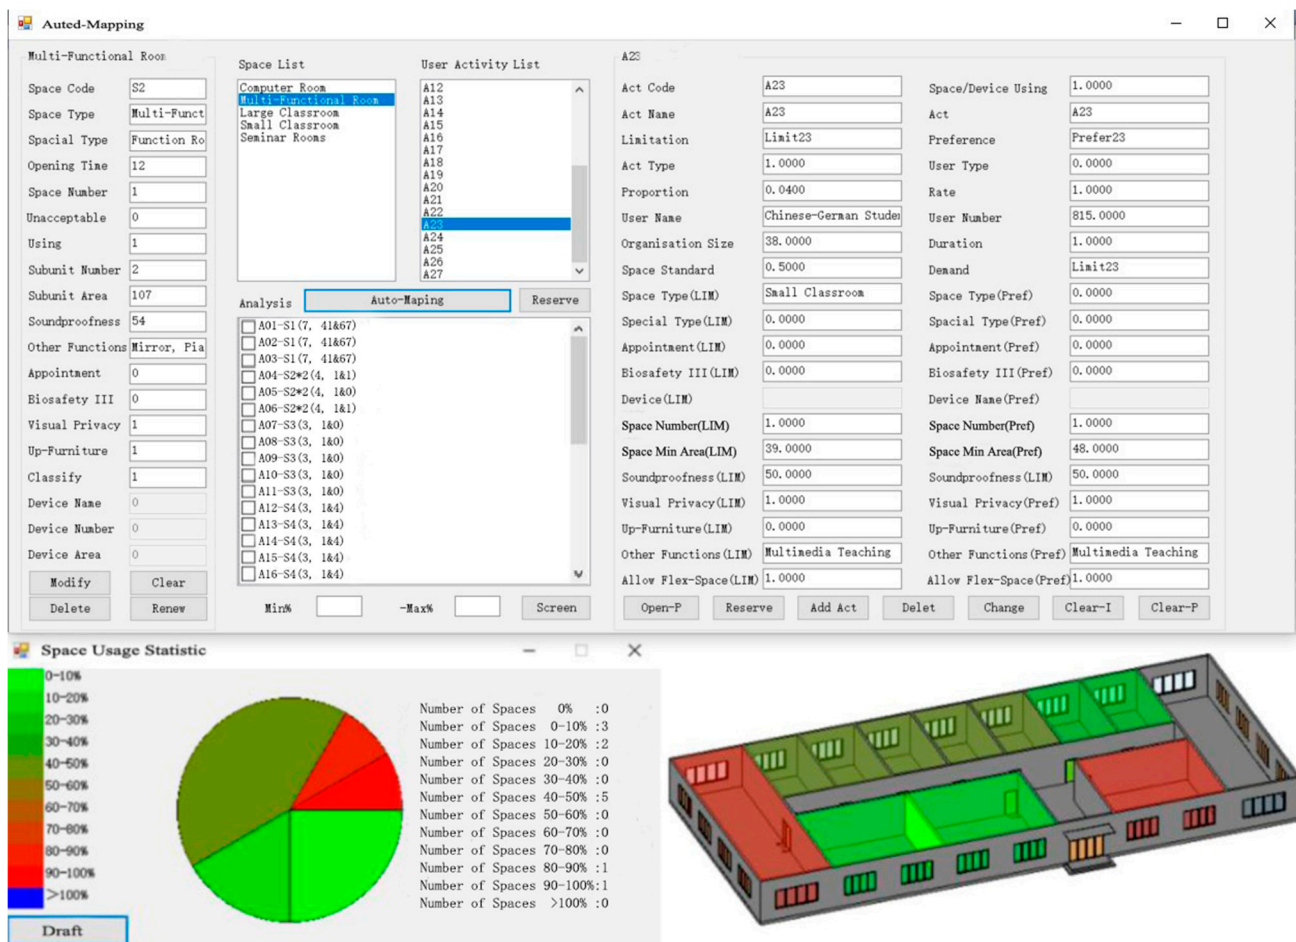 Auted-Mapping
Multi-Functional Room
Space Code S2
Space Type Multi-Funct
Spacial Type Function Ro
Opening Time 12
Space Number 1
Unacceptable 0
Using 1
Subunit Number 2
Subunit Area 107
Soundproofness 54
Other Functions Mirror, Pia
Appointment 0
Biosafety III 0
Visual Privacy 1
Up-Furniture 1
Classify 1
Device Name 0
Device Number 0
Device Area 0
Modify Clear
Delete Renew
Space List
Computer Room
Multi-Functional Room
Large Classroom
Small Classroom
Seminar Rooms
User Activity List
A12
A13
A14
A15
A16
A17
A18
A19
A20
A21
A22
A23
A24
A25
A26
A27
Analysis Auto-Maping Reserve
A01-S1(7, 41&67)
A02-S1(7, 41&67)
A03-S1(7, 41&67)
A04-S2*2(4, 1&1)
A05-S2*2(4, 1&0)
A06-S2*2(4, 1&1)
A07-S3(3, 1&0)
A08-S3(3, 1&0)
A09-S3(3, 1&0)
A10-S3(3, 1&0)
A11-S3(3, 1&0)
A12-S4(3, 1&4)
A13-S4(3, 1&4)
A14-S4(3, 1&4)
A15-S4(3, 1&4)
A16-S4(3, 1&4)
Min% -Max% Screen
A23
Act Code A23 Space/Device Using 1.0000
Act Name A23 Act A23
Limitation Limit23 Preference Prefer23
Act Type 1.0000 User Type 0.0000
Proportion 0.0400 Rate 1.0000
User Name Chinese-German Studen User Number 815.0000
Organisation Size 38.0000 Duration 1.0000
Space Standard 0.5000 Demand Limit23
Space Type(LIM) Small Classroom Space Type(Pref) 0.0000
Special Type(LIM) 0.0000 Spacial Type(Pref) 0.0000
Appointment(LIM) 0.0000 Appointment(Pref) 0.0000
Biosafety III(LIM) 0.0000 Biosafety III(Pref) 0.0000
Device(LIM) Device Name(Pref)
Space Number(LIM) 1.0000 Space Number(Pref) 1.0000
Space Min Area(LIM) 39.0000 Space Min Area(Pref) 48.0000
Soundproofness(LIM) 50.0000 Soundproofness(LIM) 50.0000
Visual Privacy(LIM) 1.0000 Visual Privacy(Pref) 1.0000
Up-Furniture(LIM) 0.0000 Up-Furniture(Pref) 0.0000
Other Functions(LIM) Multimedia Teaching Other Functions(Pref) Multimedia Teaching
Allow Flex-Space(LIM) 1.0000 Allow Flex-Space(Pref) 1.0000
Open-P Reserve Add Act Delet Change Clear-I Clear-P
Space Usage Statistic
0-10%
10-20%
20-30%
30-40%
40-50%
50-60%
60-70%
70-80%
80-90%
90-100%
>100%
Draft
Number of Spaces 0% :0
Number of Spaces 0-10% :3
Number of Spaces 10-20% :2
Number of Spaces 20-30% :0
Number of Spaces 30-40% :0
Number of Spaces 40-50% :5
Number of Spaces 50-60% :0
Number of Spaces 60-70% :0
Number of Spaces 70-80% :0
Number of Spaces 80-90% :1
Number of Spaces 90-100%:1
Number of Spaces >100% :0